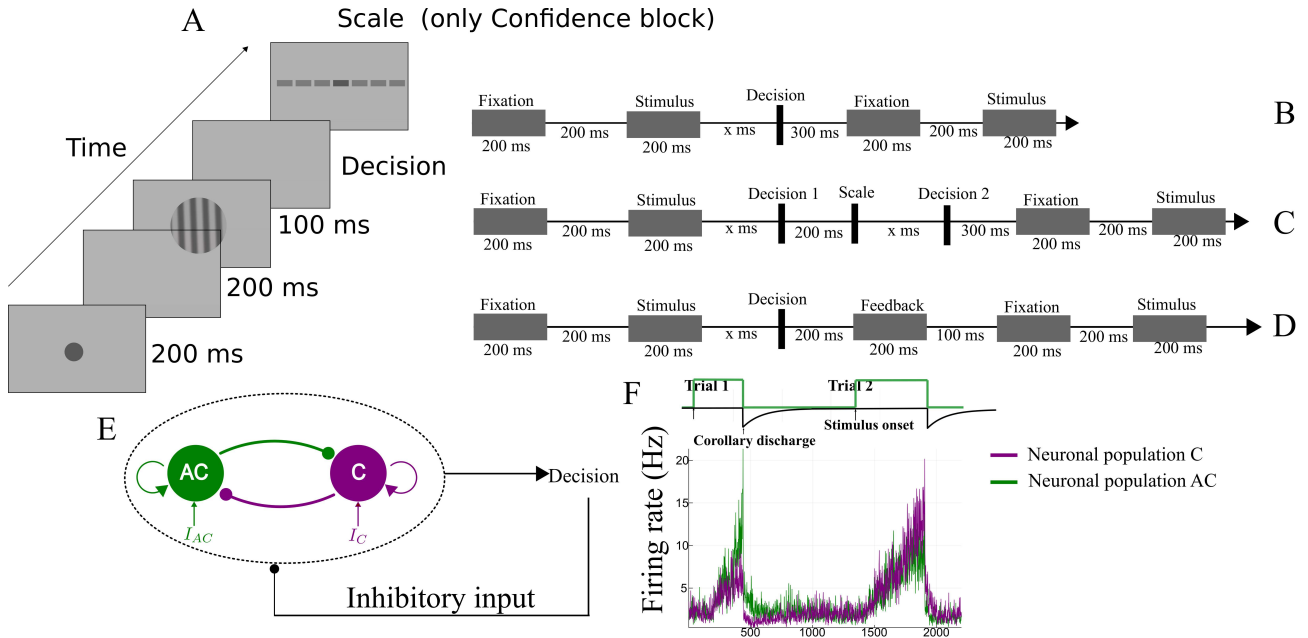 A
Scale (only Confidence block)
Time
Decision
100 ms
200 ms
200 ms
Fixation
Stimulus
Decision
Fixation
Stimulus
B
200 ms
x ms
300 ms
200 ms
200 ms
200 ms
200 ms
200 ms
Fixation
Stimulus
Decision 1
Scale
Decision 2
Fixation
Stimulus
C
200 ms
x ms
200 ms
x ms
300 ms
200 ms
200 ms
200 ms
200 ms
200 ms
Fixation
Stimulus
Decision
Feedback
Fixation
Stimulus
D
200 ms
x ms
200 ms
100 ms
200 ms
200 ms
200 ms
200 ms
200 ms
200 ms
E
AC
C
I_AC
I_C
Decision
Inhibitory input
F
Trial 1
Trial 2
Stimulus onset
Corollary discharge
Firing rate (Hz)
20
15
10
5
500
1000
1500
2000
Neuronal population C
Neuronal population AC